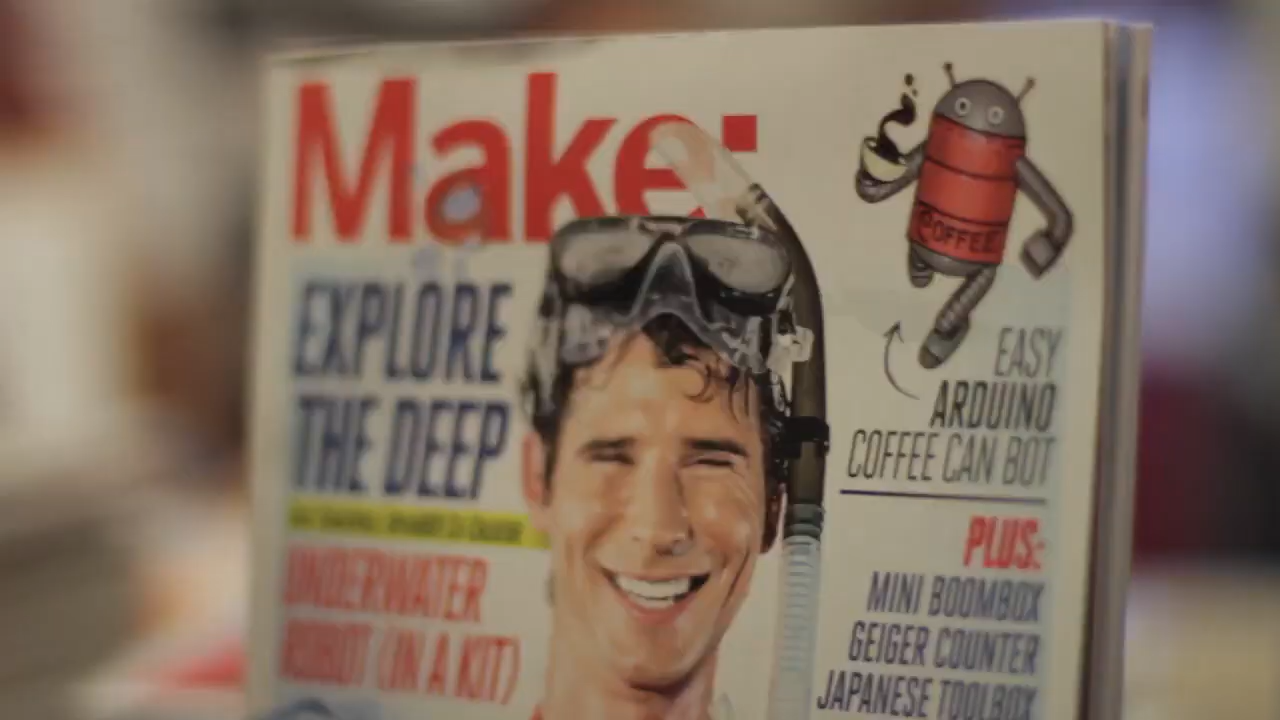 Make:
EXPLORE
THE DEEP
UNDERWATER
ROBOT (IN A KIT)
COFFEE
EASY
ARDUINO
COFFEE CAN BOT
PLUS:
MINI BOOMBOX
GEIGER COUNTER
JAPANESE TOOLBOX